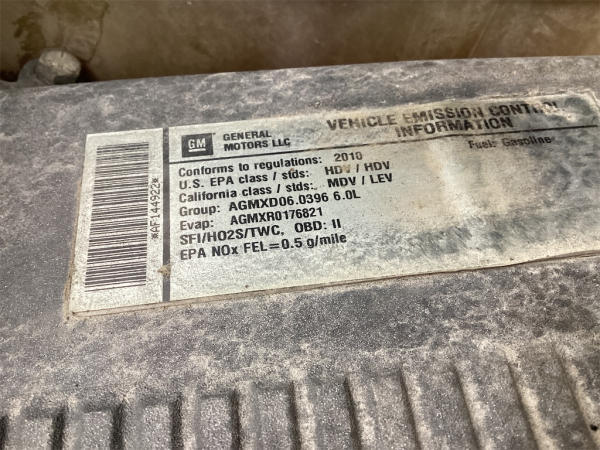 GM
GENERAL
MOTORS LLC
VEHICLE EMISSION CONTROL
INFORMATION
Conforms to regulations: 2010
Fuel: Gasoline
U.S. EPA class / stds: HDV / HDV
California class / stds: MDV / LEV
Group: AGMXD06.0396 6.0L
Evap: AGMXR0176821
SFI/HO2S/TWC, OBD: II
EPA NOx FEL=0.5 g/mile
*AF144922*